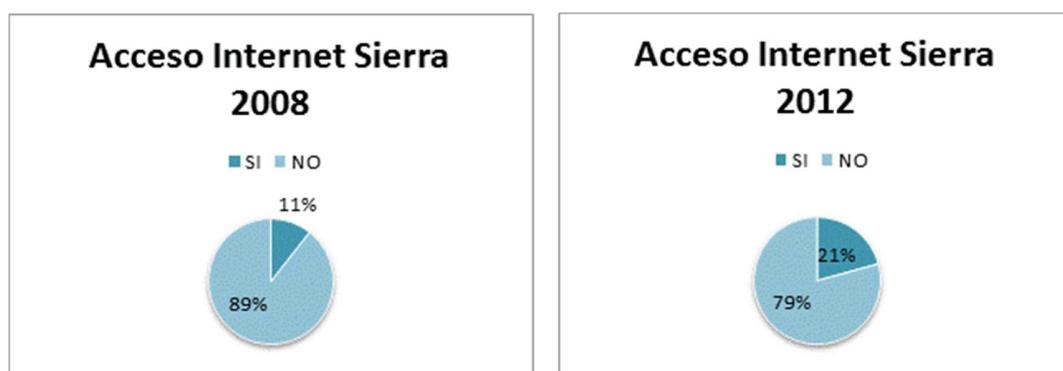 Acceso Internet Sierra
2008
SI NO
11%
89%
Acceso Internet Sierra
2012
SI NO
21%
79%